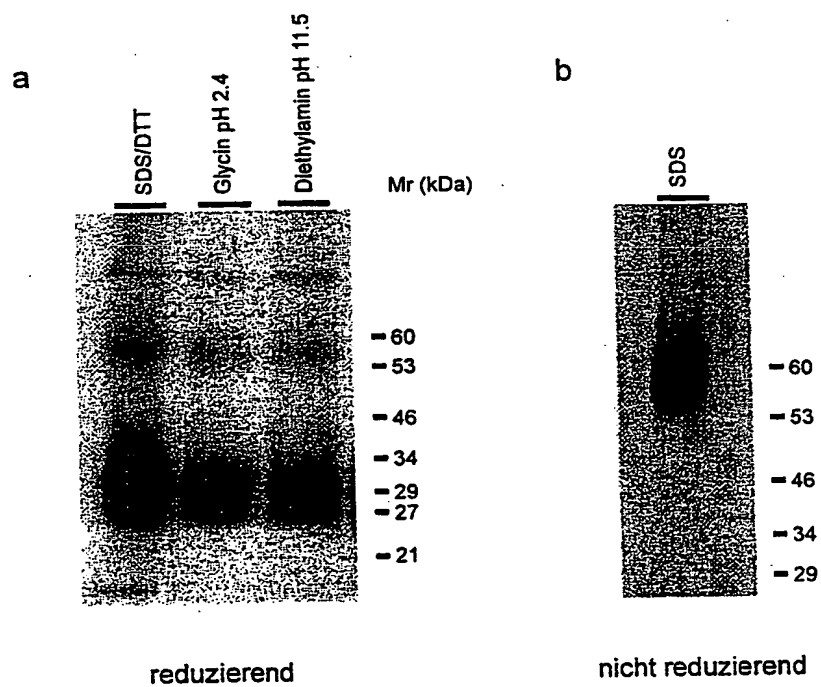 a
SDS/DTT
Glycin pH 2.4
Diethylamin pH 11.5
Mr (kDa)
60
53
46
34
29
27
21
reduzierend
b
SDS
60
53
46
34
29
nicht reduzierend